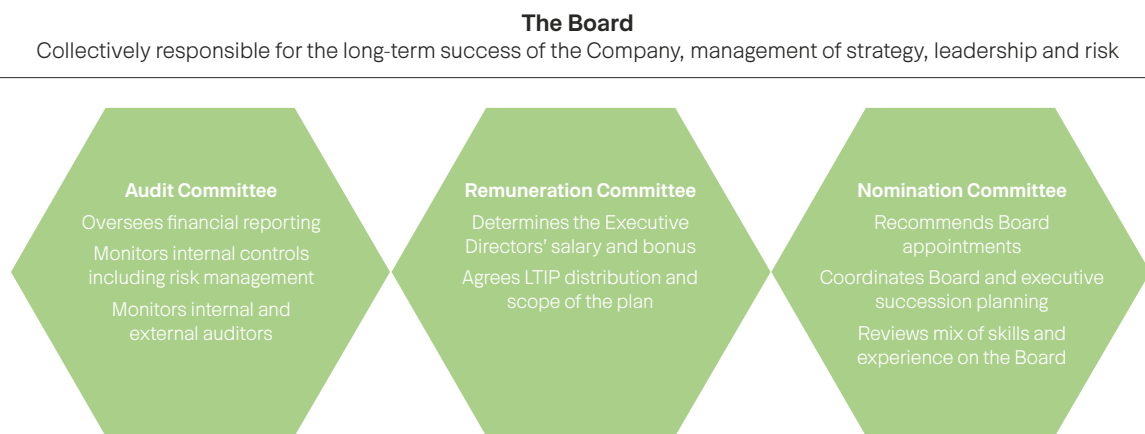 The Board
Collectively responsible for the long-term success of the Company, management of strategy, leadership and risk
Audit Committee
Oversees financial reporting
Monitors internal controls
including risk management
Monitors internal and
external auditors
Remuneration Committee
Determines the Executive
Directors' salary and bonus
Agrees LTIP distribution and
scope of the plan
Nomination Committee
Recommends Board
appointments
Coordinates Board and executive
succession planning
Reviews mix of skills and
experience on the Board